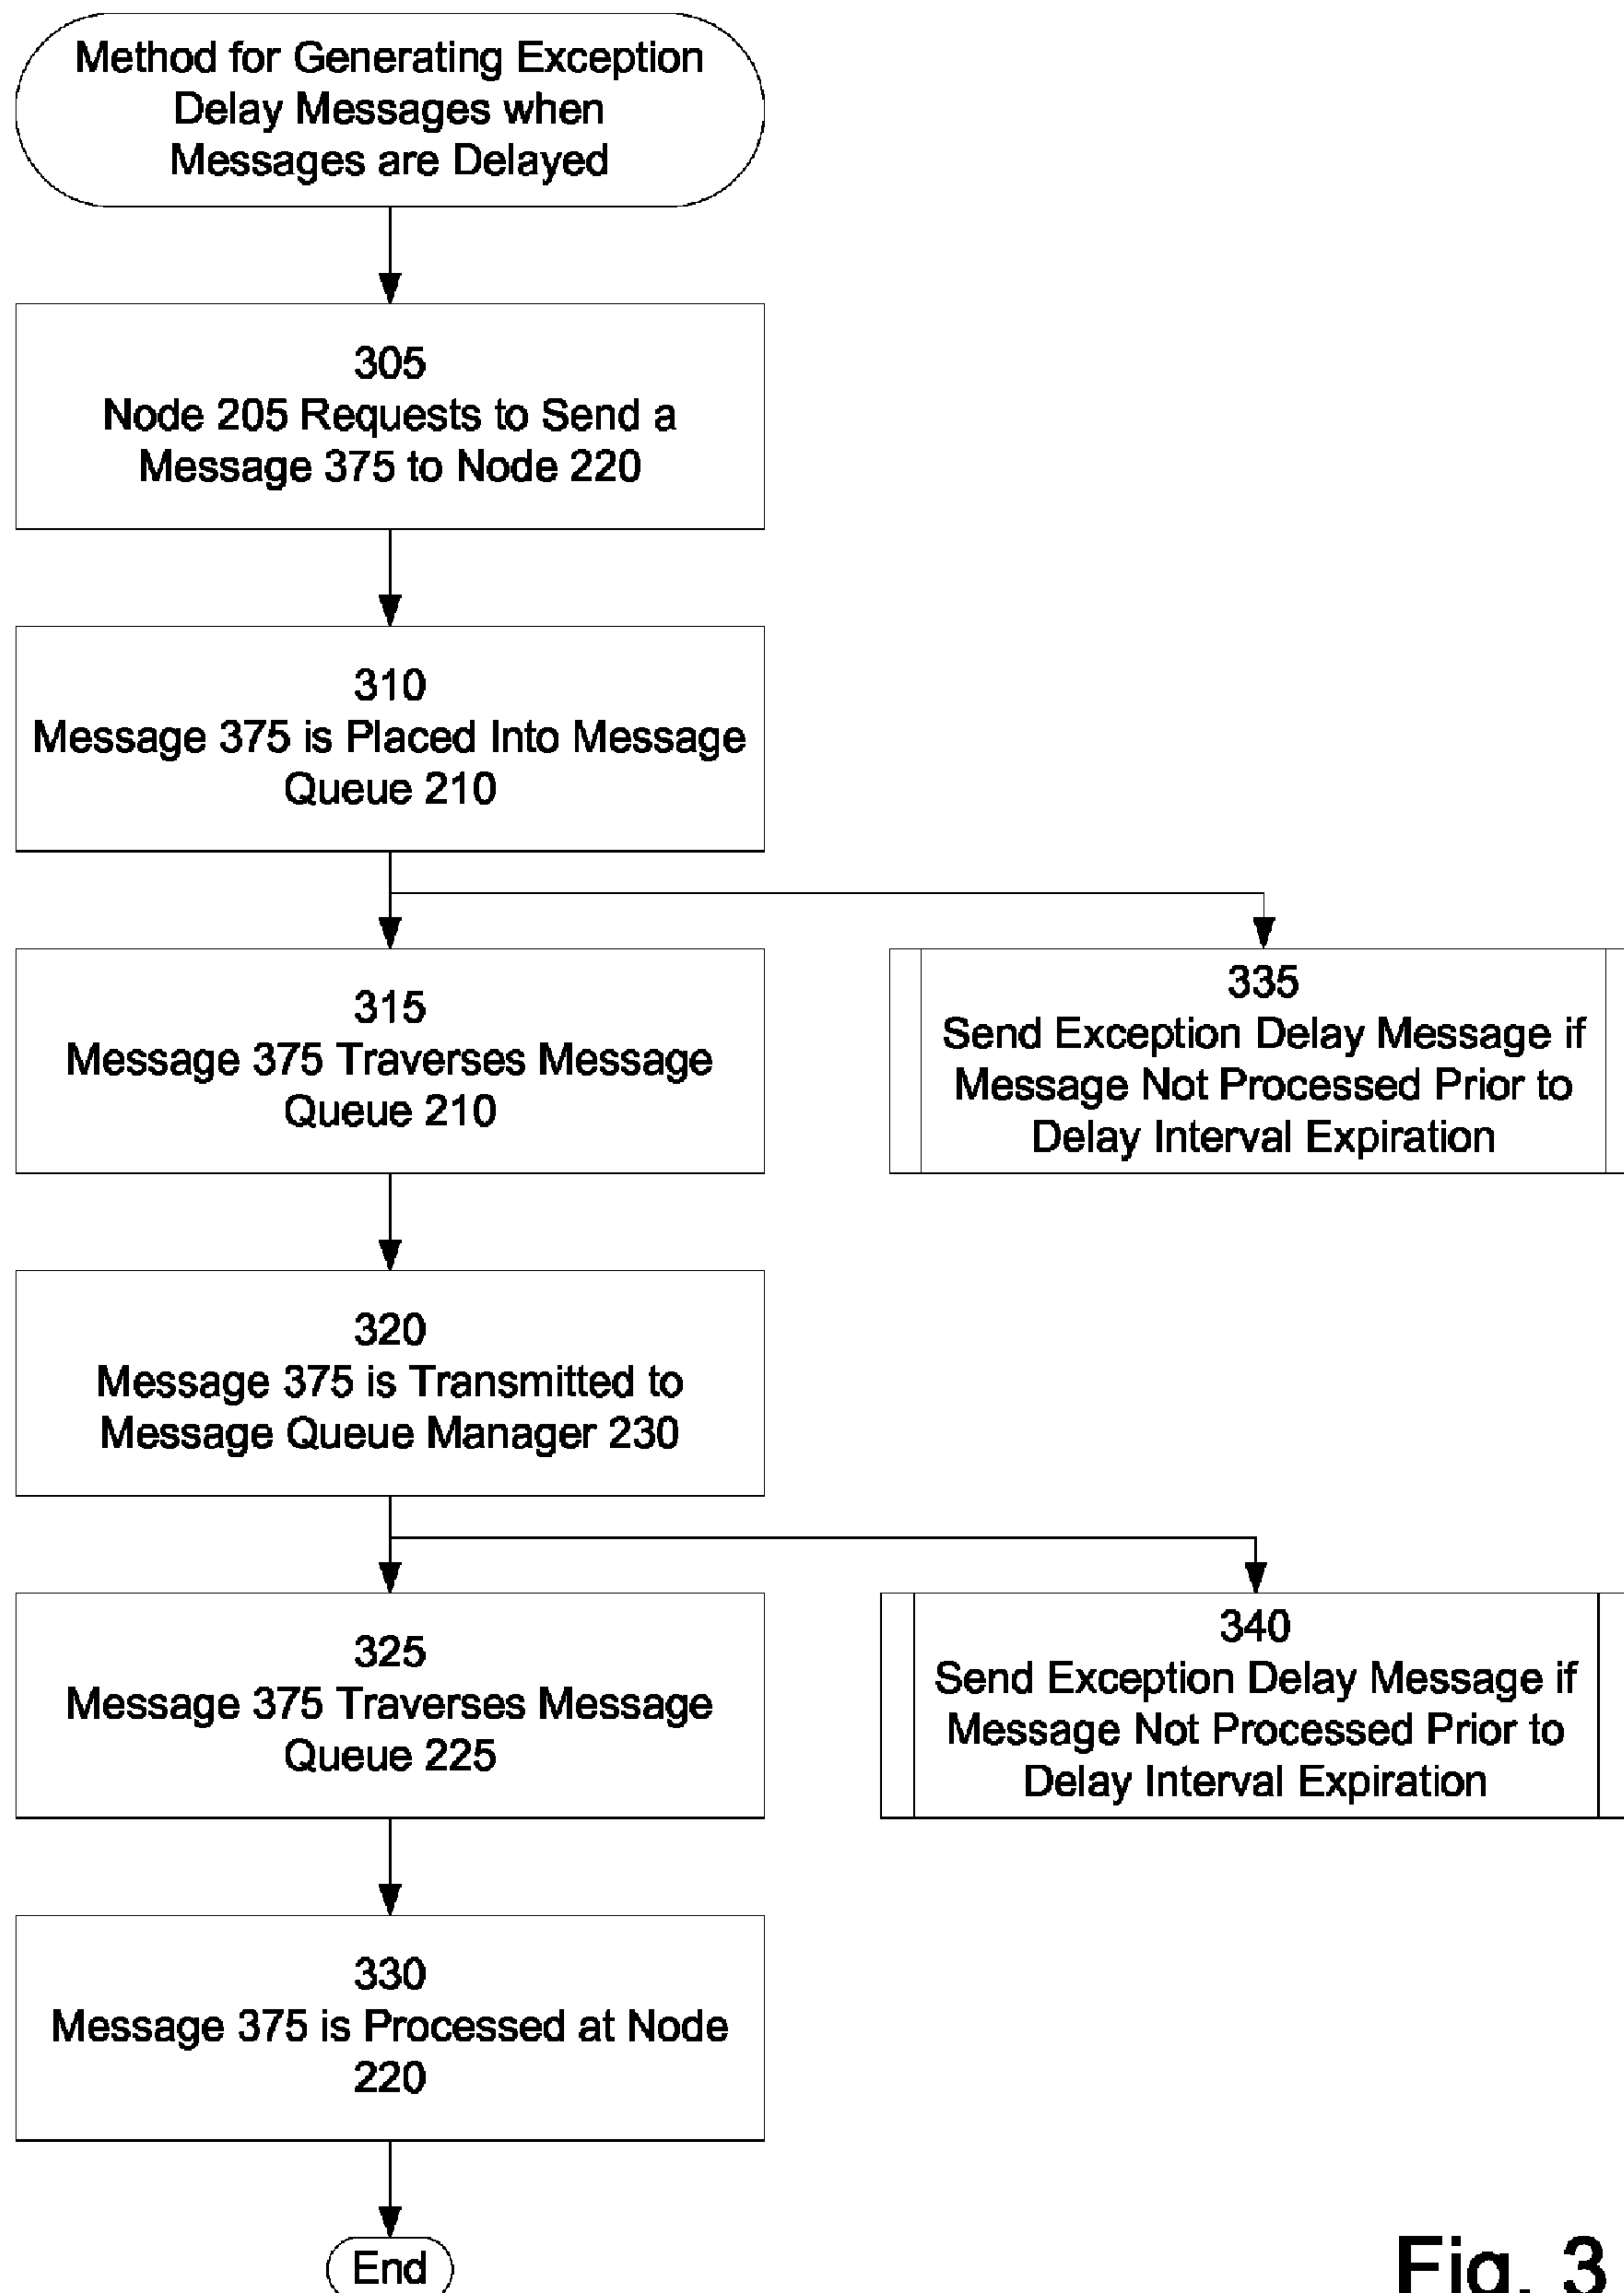 Method for Generating Exception
Delay Messages when
Messages are Delayed
305
Node 205 Requests to Send a
Message 375 to Node 220
310
Message 375 is Placed Into Message
Queue 210
315
Message 375 Traverses Message
Queue 210
335
Send Exception Delay Message if
Message Not Processed Prior to
Delay Interval Expiration
320
Message 375 is Transmitted to
Message Queue Manager 230
325
Message 375 Traverses Message
Queue 225
340
Send Exception Delay Message if
Message Not Processed Prior to
Delay Interval Expiration
330
Message 375 is Processed at Node
220
End
Fig. 3